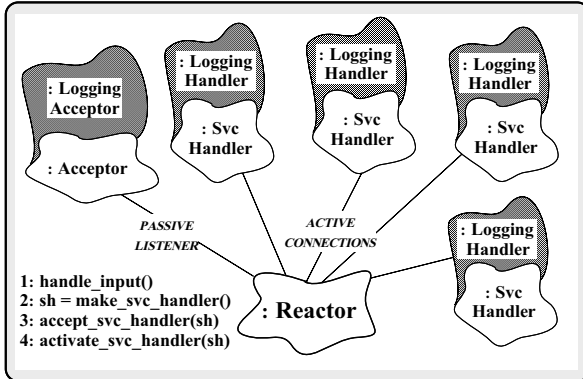 : Logging
Acceptor
: Acceptor
: Logging
Handler
: Svc
Handler
: Logging
Handler
: Svc
Handler
: Logging
Handler
: Svc
Handler
: Logging
Handler
: Svc
Handler
PASSIVE
LISTENER
ACTIVE
CONNECTIONS
: Reactor
1: handle_input()
2: sh = make_svc_handler()
3: accept_svc_handler(sh)
4: activate_svc_handler(sh)